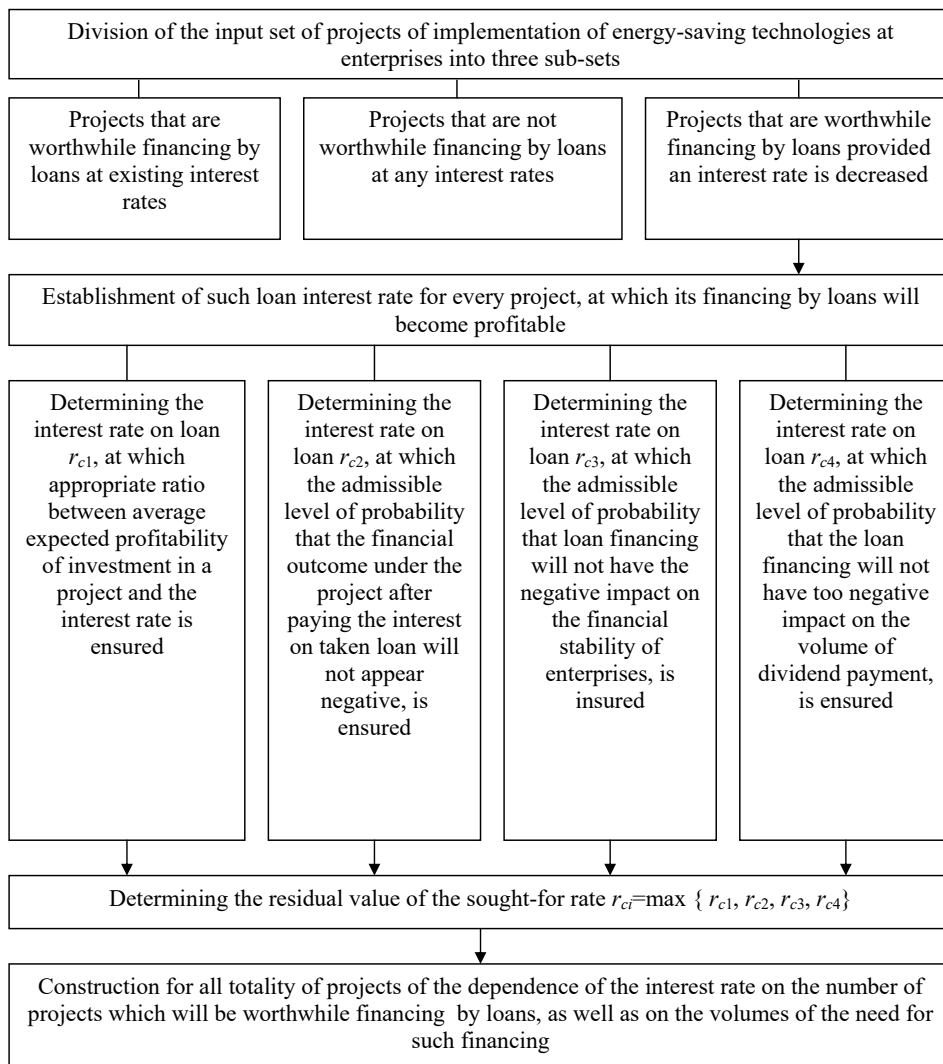 Division of the input set of projects of implementation of energy-saving technologies at
enterprises into three sub-sets
Projects that are
worthwhile financing by
loans at existing interest
rates
Projects that are not
worthwhile financing by loans
at any interest rates
Projects that are worthwhile
financing by loans provided
an interest rate is decreased
Establishment of such loan interest rate for every project, at which its financing by loans will
become profitable
Determining the
interest rate on loan
rc1, at which
appropriate ratio
between average
expected profitability
of investment in a
project and the
interest rate is
ensured
Determining the
interest rate on
loan rc2, at which
the admissible
level of probability
that the financial
outcome under the
project after
paying the interest
on taken loan will
not appear
negative, is
ensured
Determining the
interest rate on
loan rc3, at which
the admissible
level of probability
that loan financing
will not have the
negative impact on
the financial
stability of
enterprises, is
insured
Determining the
interest rate on
loan rc4, at which
the admissible
level of probability
that the loan
financing will not
have too negative
impact on the
volume of
dividend payment,
is ensured
Determining the residual value of the sought-for rate rci=max { rc1, rc2, rc3, rc4}
Construction for all totality of projects of the dependence of the interest rate on the number of
projects which will be worthwhile financing by loans, as well as on the volumes of the need for
such financing